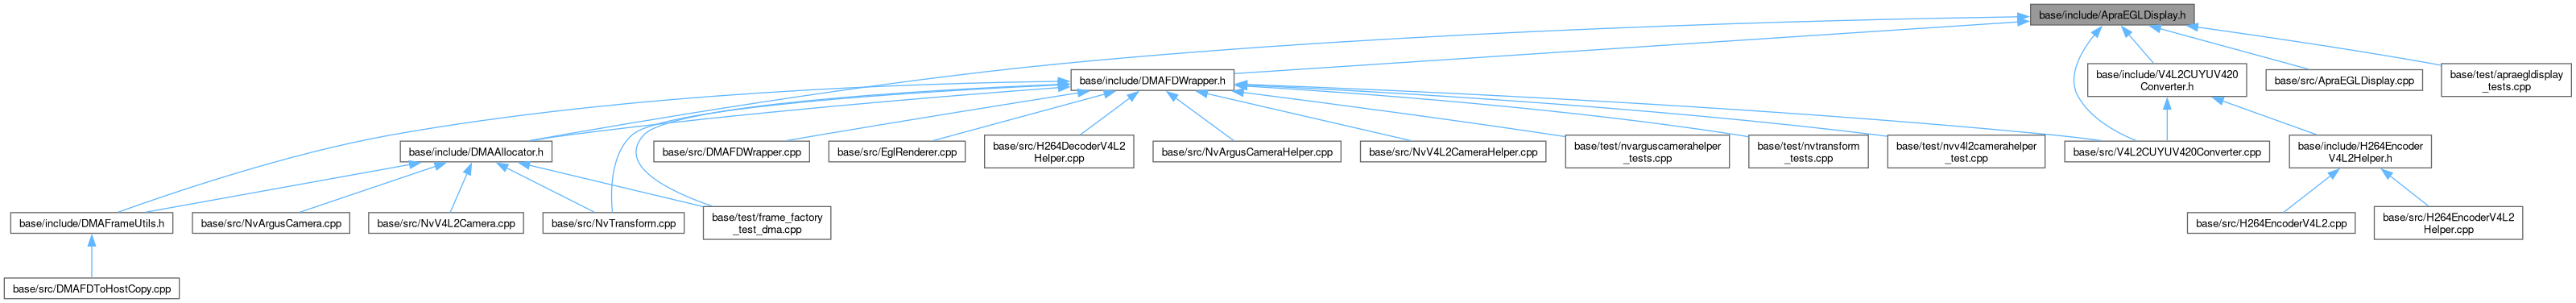 base/include/ApraEGLDisplay.h
base/include/DMAFDWrapper.h
base/include/V4L2CUYUV420
Converter.h
base/src/ApraEGLDisplay.cpp
base/test/apraegldisplay
_tests.cpp
base/include/DMAAllocator.h
base/src/DMAFDWrapper.cpp
base/src/EglRenderer.cpp
base/src/H264DecoderV4L2
Helper.cpp
base/src/NvArgusCameraHelper.cpp
base/src/NvV4L2CameraHelper.cpp
base/test/nvarguscamerahelper
_tests.cpp
base/test/nvtransform
_tests.cpp
base/test/nvv4l2camerahelper
_test.cpp
base/src/V4L2CUYUV420Converter.cpp
base/include/H264Encoder
V4L2Helper.h
base/include/DMAFrameUtils.h
base/src/NvArgusCamera.cpp
base/src/NvV4L2Camera.cpp
base/src/NvTransform.cpp
base/test/frame_factory
_test_dma.cpp
base/src/H264EncoderV4L2.cpp
base/src/H264EncoderV4L2
Helper.cpp
base/src/DMAFDToHostCopy.cpp